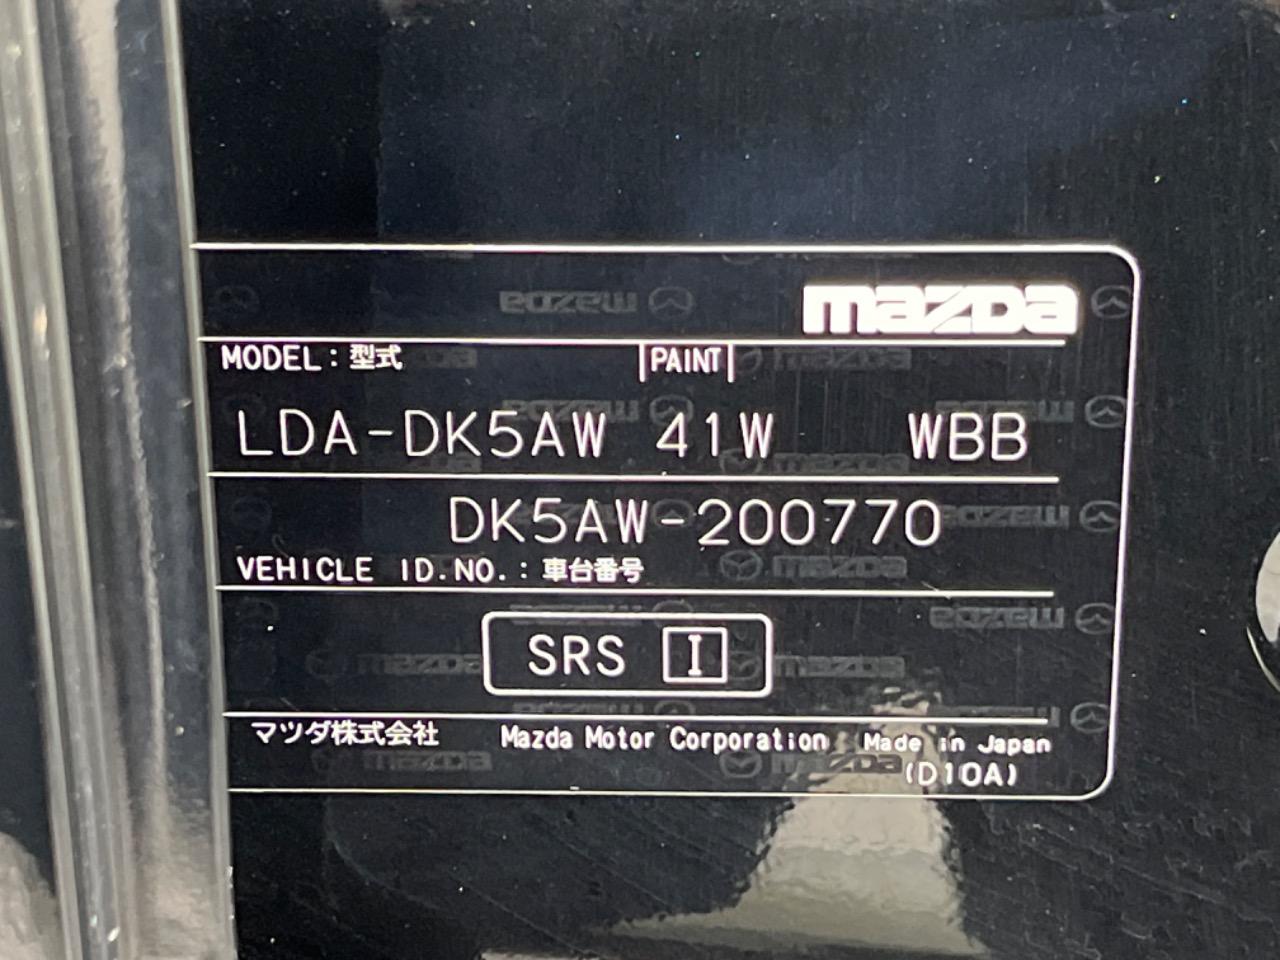 mazda
MODEL：型式 PAINT
LDA-DK5AW 41W WBB
DK5AW-200770
VEHICLE ID.NO.：車台番号
SRS I
マツダ株式会社 Mazda Motor Corporation Made in Japan
(D10A)